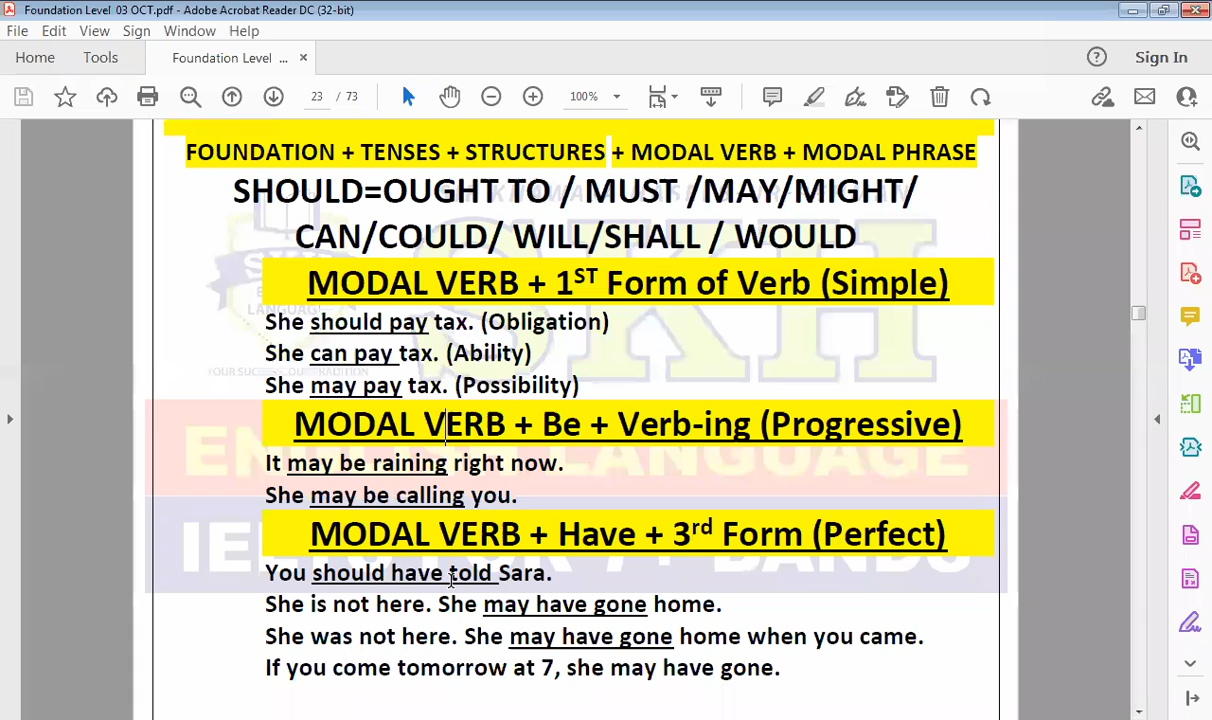 Foundation Level 03 OCT.pdf - Adobe Acrobat Reader DC (32-bit)
File Edit View Sign Window Help
Home Tools Foundation Level ... × Sign In
23 / 73 100%
FOUNDATION + TENSES + STRUCTURES + MODAL VERB + MODAL PHRASE
SHOULD=OUGHT TO / MUST /MAY/MIGHT/
CAN/COULD/ WILL/SHALL / WOULD
MODAL VERB + 1ST Form of Verb (Simple)
She should pay tax. (Obligation)
She can pay tax. (Ability)
She may pay tax. (Possibility)
MODAL VERB + Be + Verb-ing (Progressive)
It may be raining right now.
She may be calling you.
MODAL VERB + Have + 3rd Form (Perfect)
You should have told Sara.
She is not here. She may have gone home.
She was not here. She may have gone home when you came.
If you come tomorrow at 7, she may have gone.
SKH
ENGLISH LANGUAGE